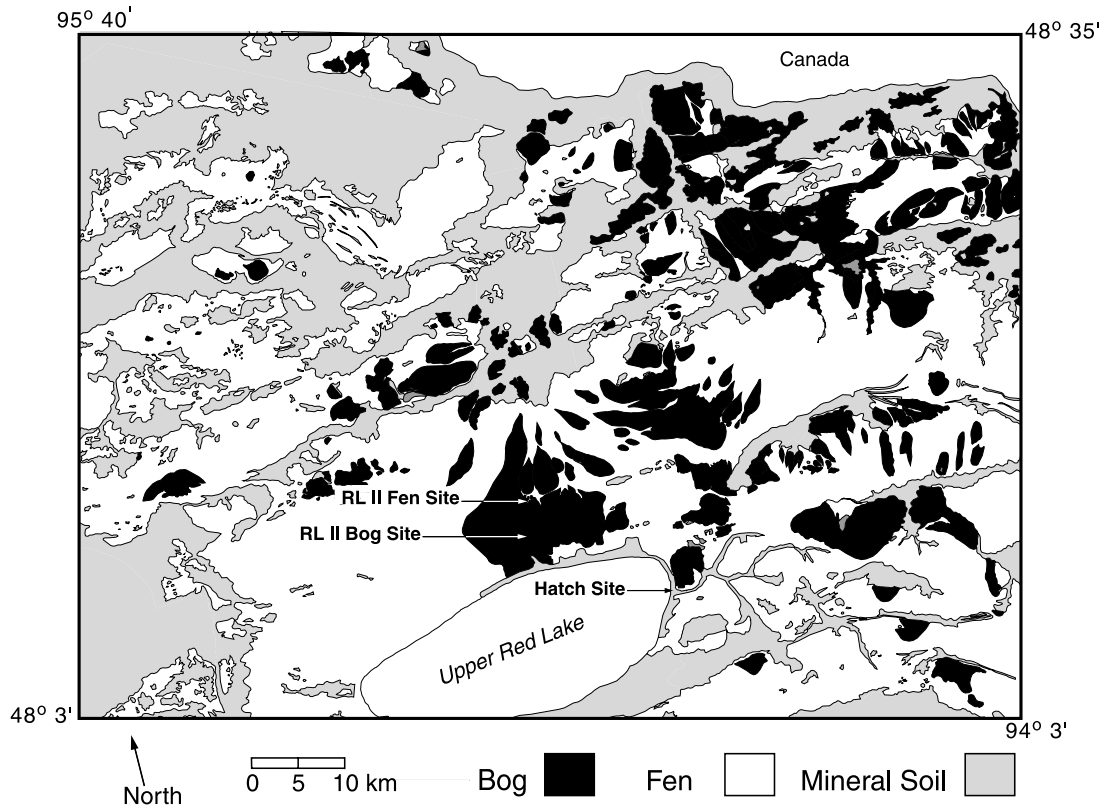 95° 40'
48° 35'
Canada
RL II Fen Site
RL II Bog Site
Hatch Site
Upper Red Lake
48° 3'
94° 3'
North
0 5 10 km
Bog
Fen
Mineral Soil